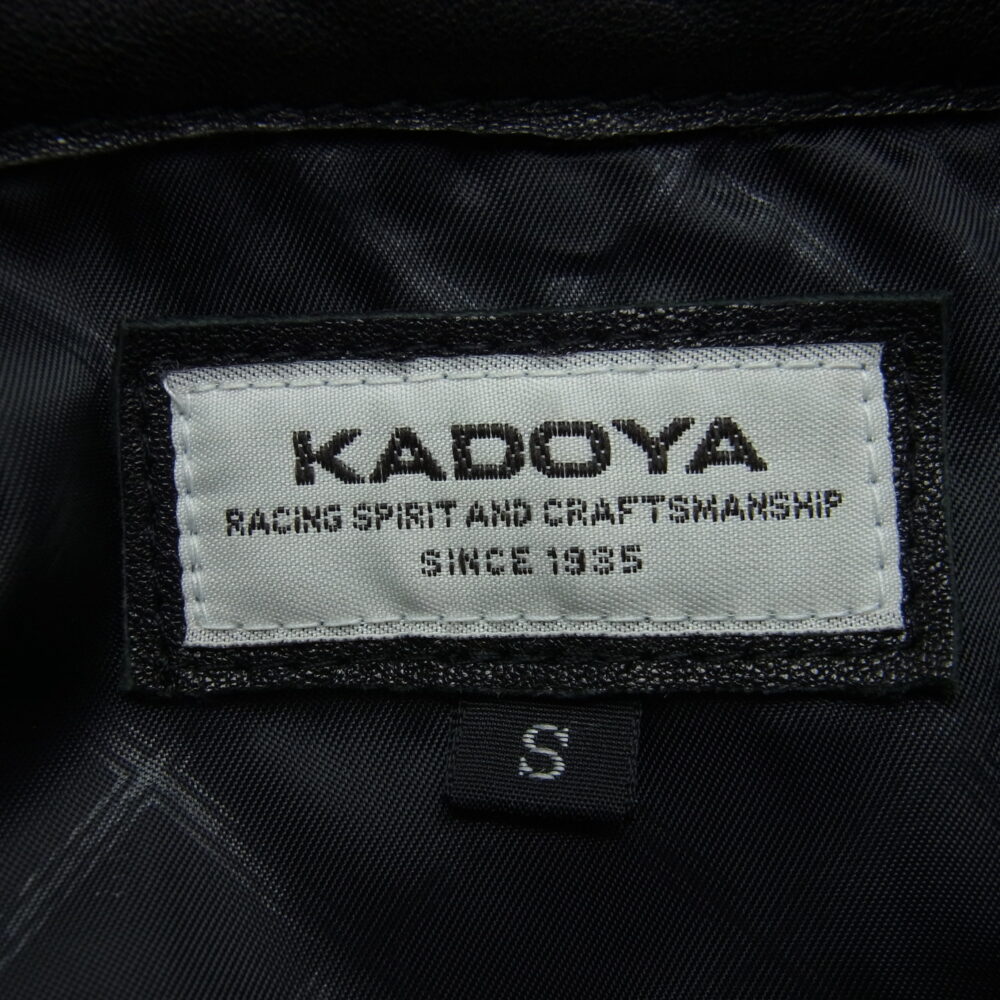 KADOYA
RACING SPIRIT AND CRAFTSMANSHIP
SINCE 1935
S